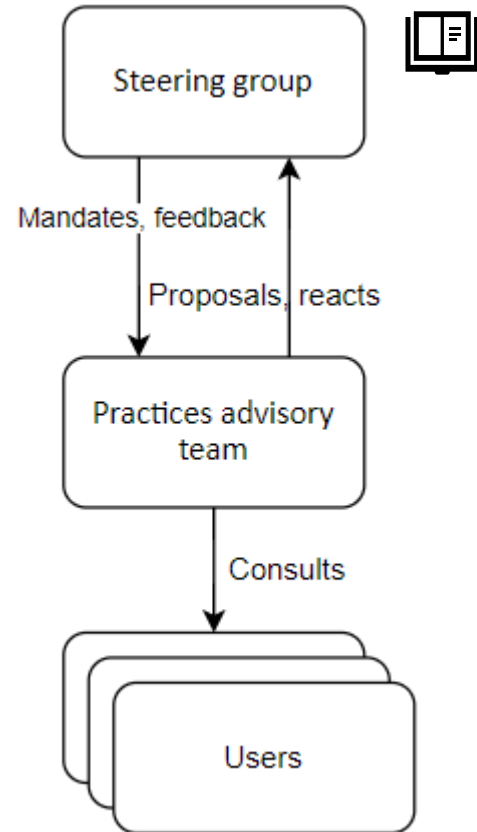 Steering group
Mandates, feedback
Proposals, reacts
Practices advisory
team
Consults
Users